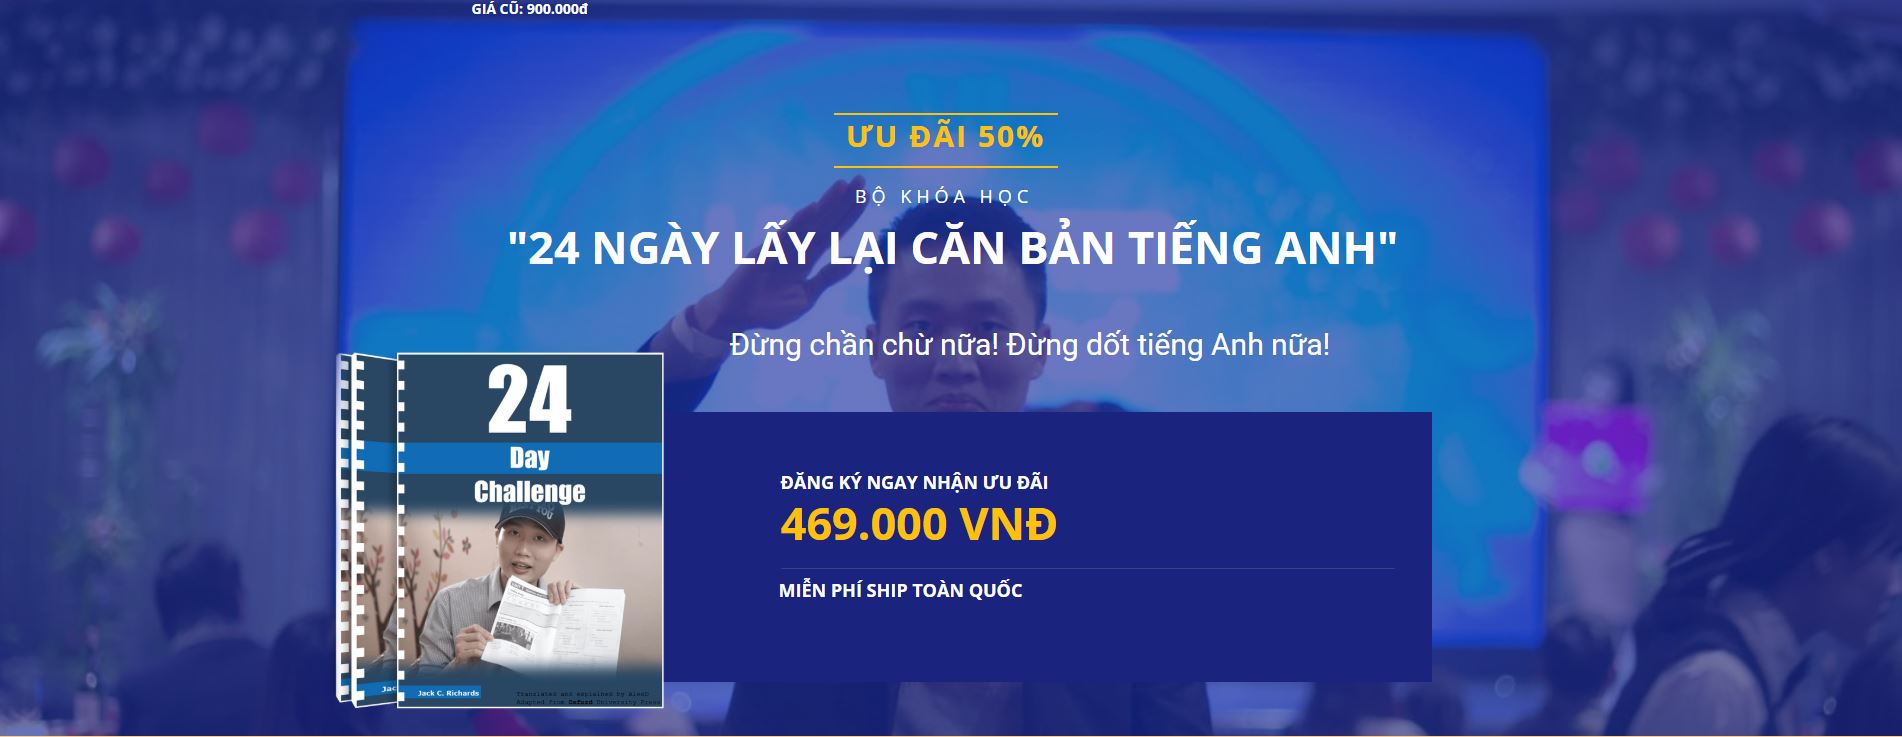 GIÁ CŨ: 900.000đ
ƯU ĐÃI 50%
BỘ KHÓA HỌC
"24 NGÀY LẤY LẠI CĂN BẢN TIẾNG ANH"
Đừng chần chừ nữa! Đừng dốt tiếng Anh nữa!
24
Day
Challenge
Jack C. Richards
Translated and explained by AlexD
Adapted from Oxford University Press
Jac
ĐĂNG KÝ NGAY NHẬN ƯU ĐÃI
469.000 VNĐ
MIỄN PHÍ SHIP TOÀN QUỐC